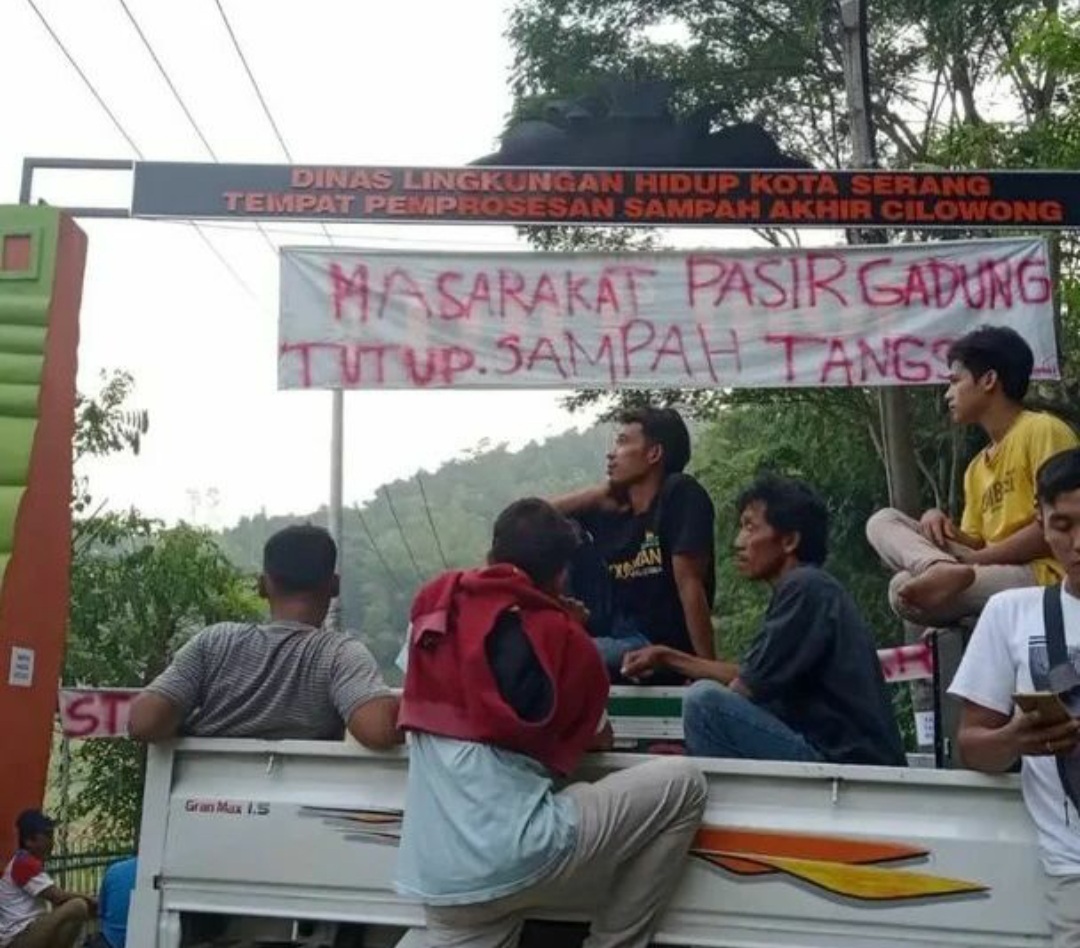 DINAS LINGKUNGAN HIDUP KOTA SERANG
TEMPAT PEMPROSESAN SAMPAH AKHIR CILOWONG
MASARAKAT PASIR GADUNG
TUTUP. SAMPAH TANGS
ST
Gran Max 1.5